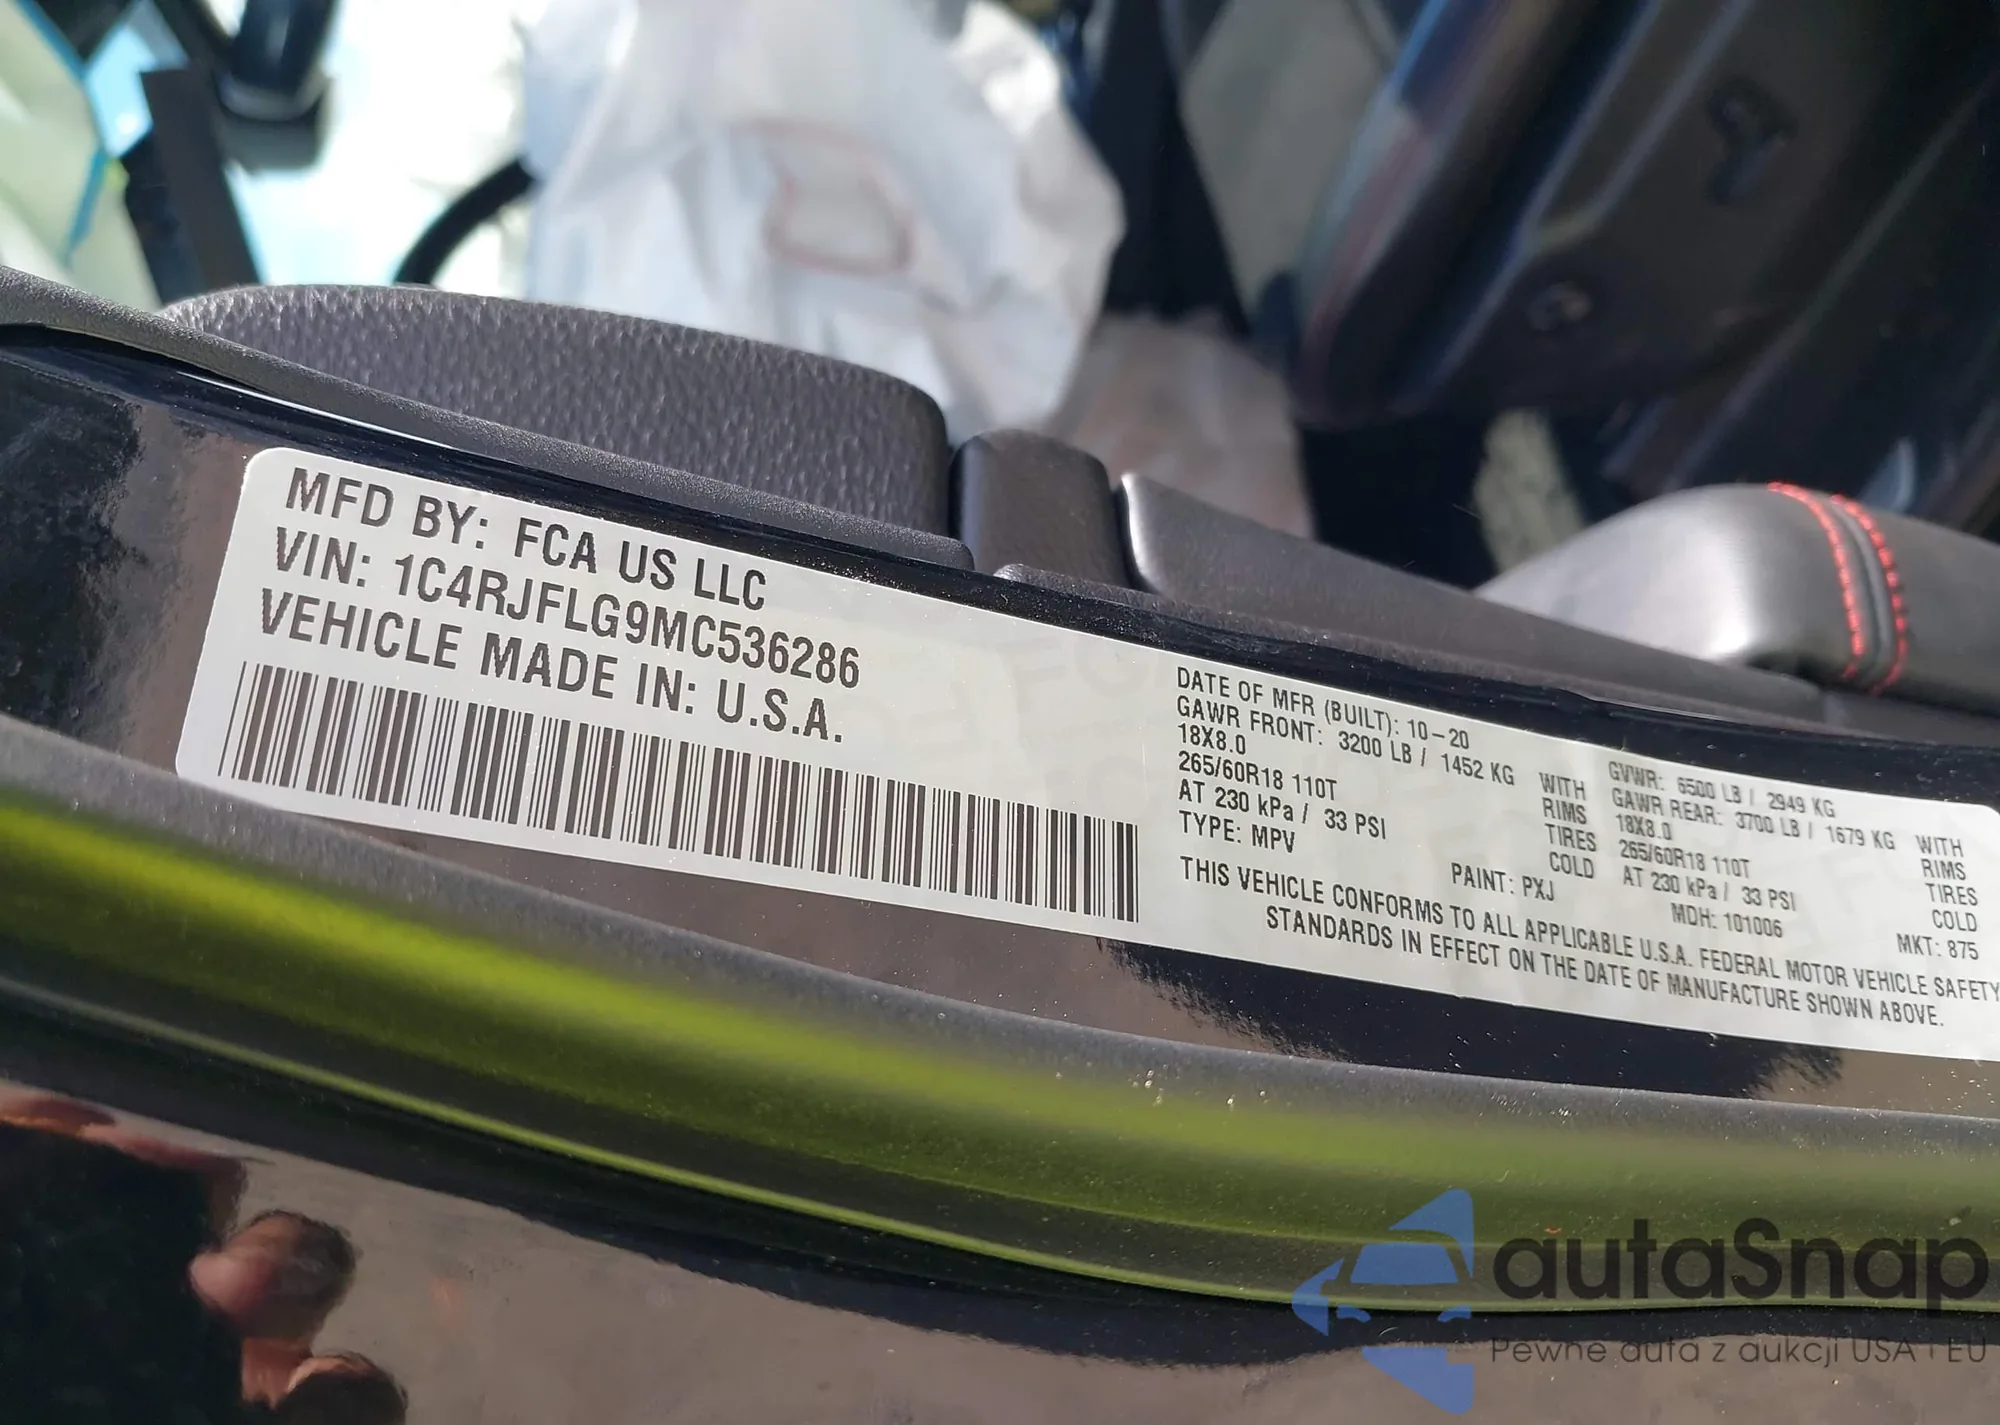 MFD BY: FCA US LLC
VIN: 1C4RJFLG9MC536286
VEHICLE MADE IN: U.S.A.
DATE OF MFR (BUILT): 10-20
GAWR FRONT: 3200 LB / 1452 KG WITH
18X8.0 RIMS
265/60R18 110T TIRES
AT 230 kPa / 33 PSI COLD
TYPE: MPV PAINT: PXJ
GVWR: 6500 LB / 2949 KG
GAWR REAR: 3700 LB / 1679 KG WITH
18X8.0 RIMS
265/60R18 110T TIRES
AT 230 kPa / 33 PSI COLD
MDH: 101006 MKT: 875
THIS VEHICLE CONFORMS TO ALL APPLICABLE U.S.A. FEDERAL MOTOR VEHICLE SAFETY
STANDARDS IN EFFECT ON THE DATE OF MANUFACTURE SHOWN ABOVE.
autaSnap
Pewne auta z aukcji USA i EU